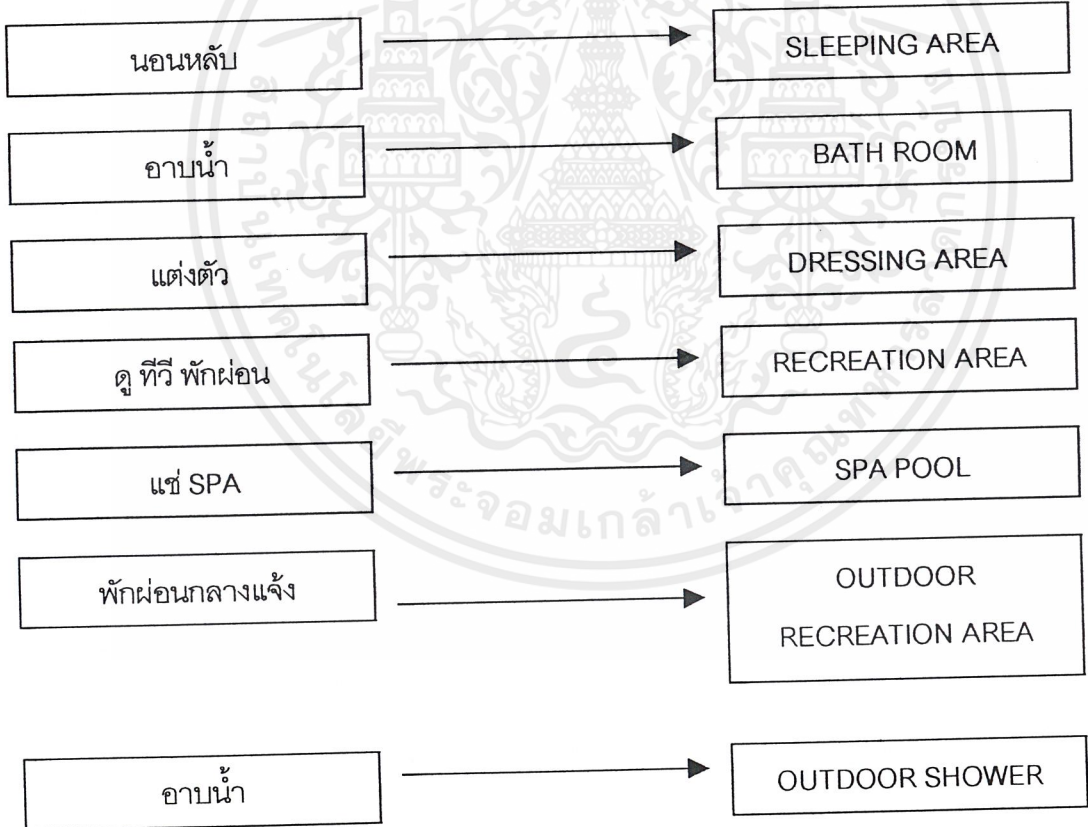 นอนหลับ SLEEPING AREA
อาบน้ำ BATH ROOM
แต่งตัว DRESSING AREA
ดู ทีวี พักผ่อน RECREATION AREA
แช่ SPA SPA POOL
พักผ่อนกลางแจ้ง OUTDOOR
RECREATION AREA
อาบน้ำ OUTDOOR SHOWER